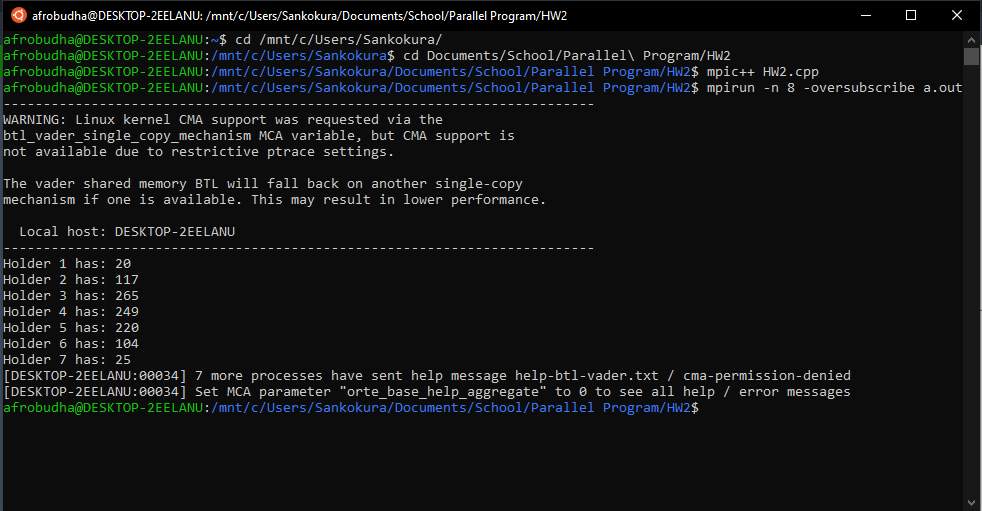 afrobudha@DESKTOP-2EELANU: /mnt/c/Users/Sankokura/Documents/School/Parallel Program/HW2
afrobudha@DESKTOP-2EELANU:~$ cd /mnt/c/Users/Sankokura/
afrobudha@DESKTOP-2EELANU:/mnt/c/Users/Sankokura$ cd Documents/School/Parallel\ Program/HW2
afrobudha@DESKTOP-2EELANU:/mnt/c/Users/Sankokura/Documents/School/Parallel Program/HW2$ mpic++ HW2.cpp
afrobudha@DESKTOP-2EELANU:/mnt/c/Users/Sankokura/Documents/School/Parallel Program/HW2$ mpirun -n 8 -oversubscribe a.out
--------------------------------------------------------------------------
WARNING: Linux kernel CMA support was requested via the
btl_vader_single_copy_mechanism MCA variable, but CMA support is
not available due to restrictive ptrace settings.

The vader shared memory BTL will fall back on another single-copy
mechanism if one is available. This may result in lower performance.

  Local host: DESKTOP-2EELANU
--------------------------------------------------------------------------
Holder 1 has: 20
Holder 2 has: 117
Holder 3 has: 265
Holder 4 has: 249
Holder 5 has: 220
Holder 6 has: 104
Holder 7 has: 25
[DESKTOP-2EELANU:00034] 7 more processes have sent help message help-btl-vader.txt / cma-permission-denied
[DESKTOP-2EELANU:00034] Set MCA parameter "orte_base_help_aggregate" to 0 to see all help / error messages
afrobudha@DESKTOP-2EELANU:/mnt/c/Users/Sankokura/Documents/School/Parallel Program/HW2$